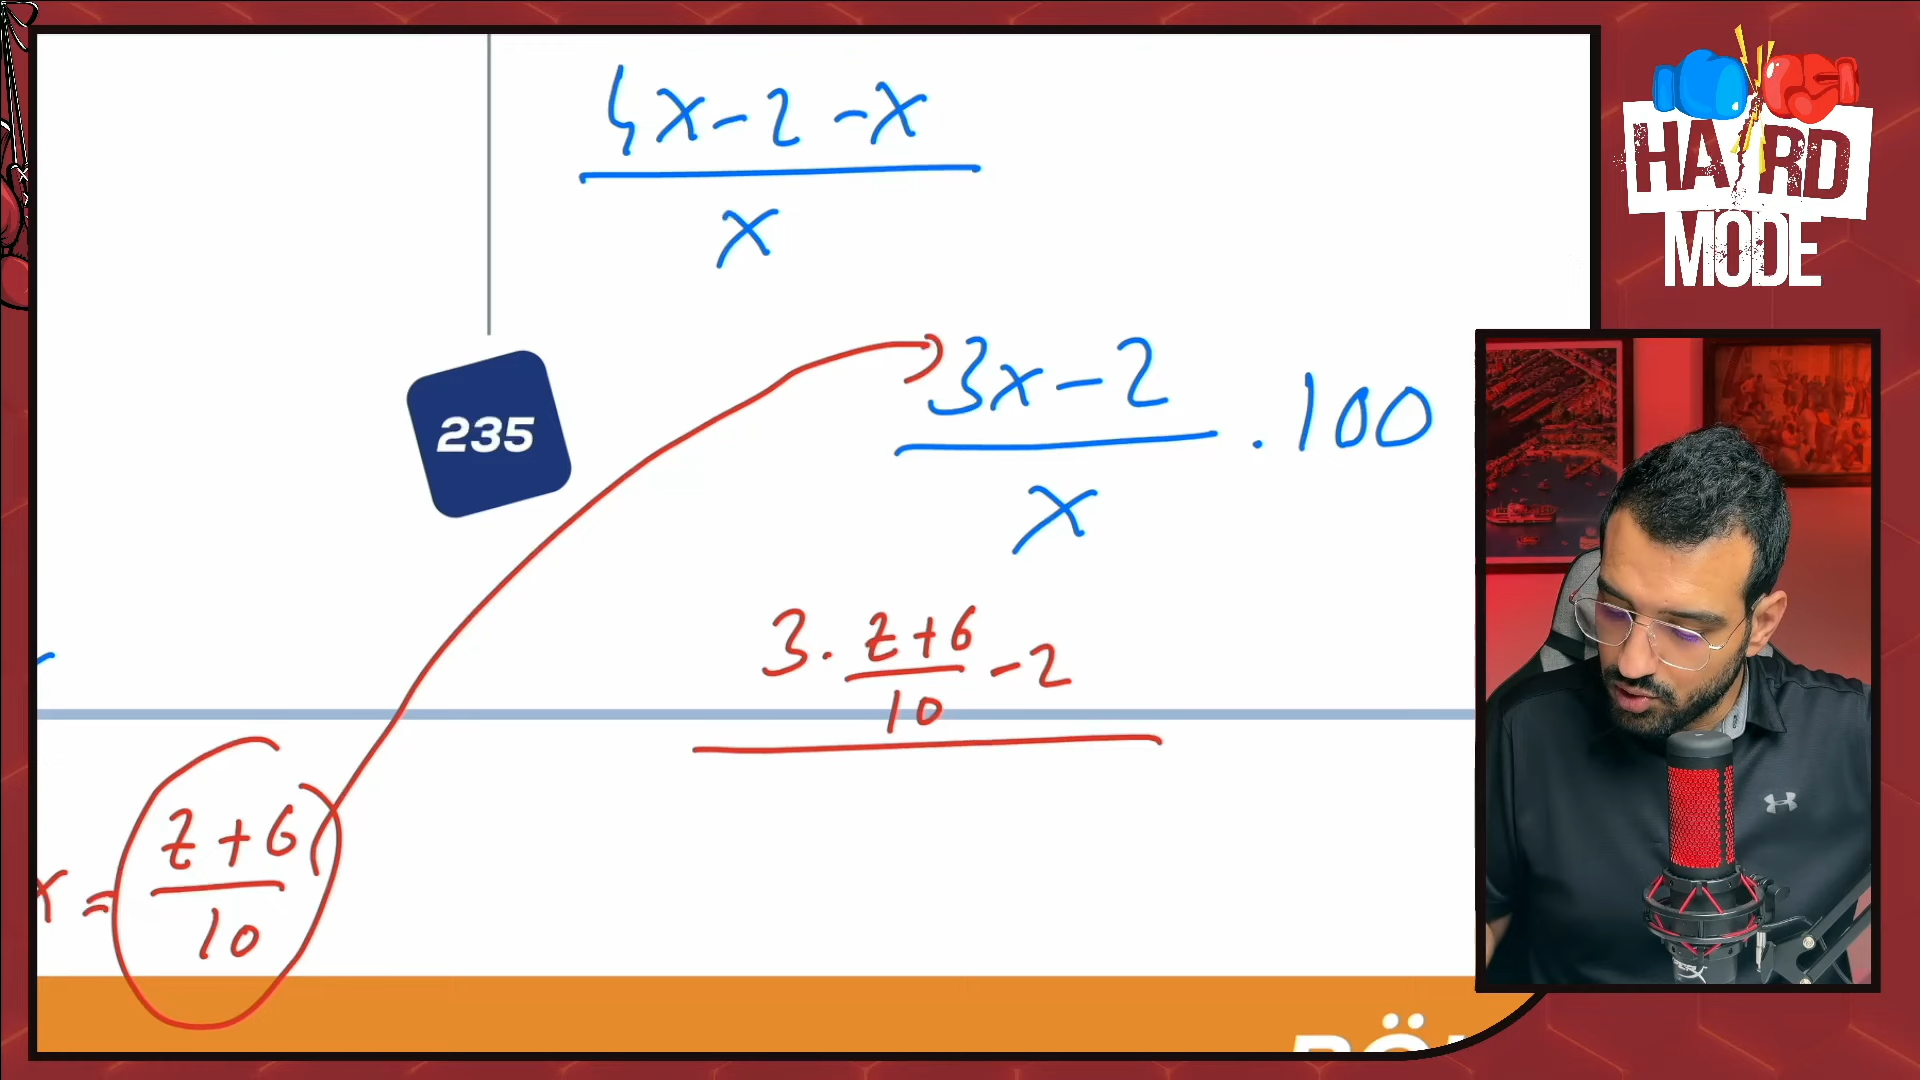 HARD
MODE
4x-2-x
x
235
3x-2
x
. 100
3. z+6
10
-2
x = z+6
10